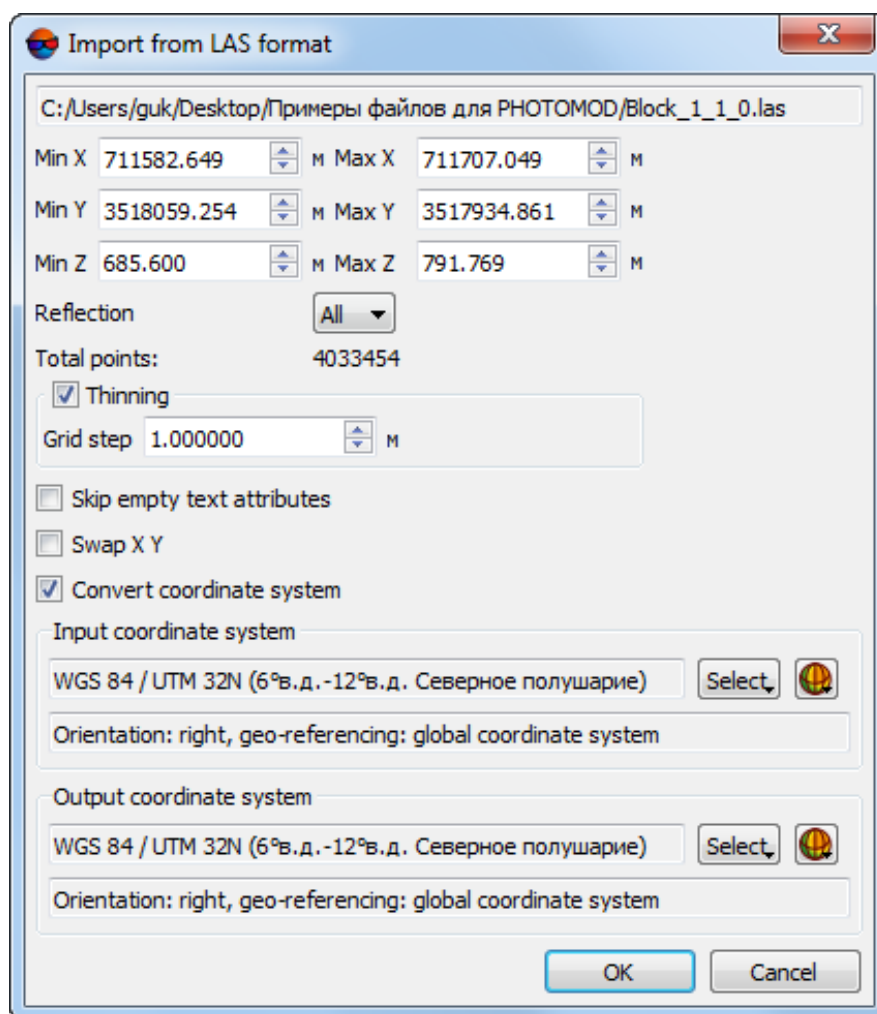 Import from LAS format
C:/Users/guk/Desktop/Примеры файлов для PHOTOMOD/Block_1_1_0.las
Min X 711582.649 м Max X 711707.049 м
Min Y 3518059.254 м Max Y 3517934.861 м
Min Z 685.600 м Max Z 791.769 м
Reflection All
Total points: 4033454
Thinning
Grid step 1.000000 м
Skip empty text attributes
Swap X Y
Convert coordinate system
Input coordinate system
WGS 84 / UTM 32N (6°в.д.-12°в.д. Северное полушарие) Select
Orientation: right, geo-referencing: global coordinate system
Output coordinate system
WGS 84 / UTM 32N (6°в.д.-12°в.д. Северное полушарие) Select
Orientation: right, geo-referencing: global coordinate system
OK Cancel